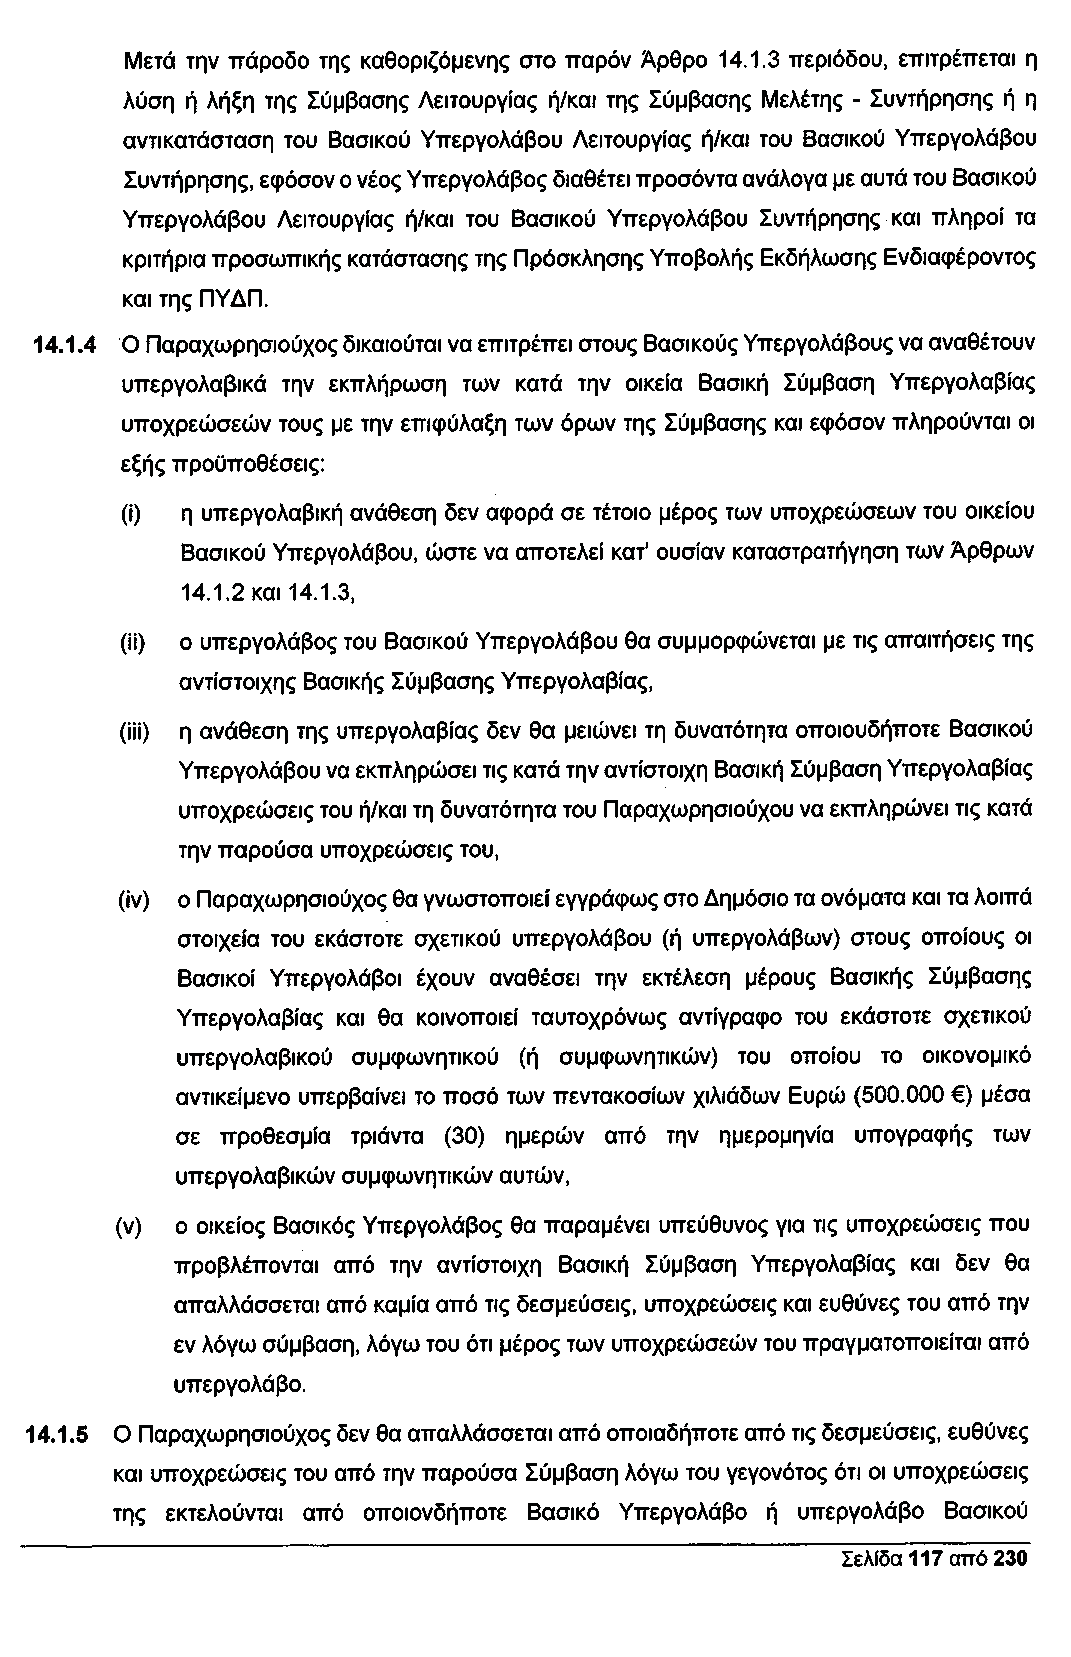 Μετά την πάροδο της καθοριζόμενης στο παρόν Άρθρο 14.1.3 περιόδου, επιτρέπεται η
λύση ή λήξη της Σύμβασης Λειτουργίας ή/και της Σύμβασης Μελέτης - Συντήρησης ή η
αντικατάσταση του Βασικού Υπεργολάβου Λειτουργίας ή/και του Βασικού Υπεργολάβου
Συντήρησης, εφόσον ο νέος Υπεργολάβος διαθέτει προσόντα ανάλογα με αυτά του Βασικού
Υπεργολάβου Λειτουργίας ή/και του Βασικού Υπεργολάβου Συντήρησης και πληροί τα
κριτήρια προσωπικής κατάστασης της Πρόσκλησης Υποβολής Εκδήλωσης Ενδιαφέροντος
και της ΠΥΔΠ.
14.1.4 Ο Παραχωρησιούχος δικαιούται να επιτρέπει στους Βασικούς Υπεργολάβους να αναθέτουν
υπεργολαβικά την εκπλήρωση των κατά την οικεία Βασική Σύμβαση Υπεργολαβίας
υποχρεώσεών τους με την επιφύλαξη των όρων της Σύμβασης και εφόσον πληρούνται οι
εξής προϋποθέσεις:
(i) η υπεργολαβική ανάθεση δεν αφορά σε τέτοιο μέρος των υποχρεώσεων του οικείου
Βασικού Υπεργολάβου, ώστε να αποτελεί κατ' ουσίαν καταστρατήγηση των Άρθρων
14.1.2 και 14.1.3,
(ii) ο υπεργολάβος του Βασικού Υπεργολάβου θα συμμορφώνεται με τις απαιτήσεις της
αντίστοιχης Βασικής Σύμβασης Υπεργολαβίας,
(iii) η ανάθεση της υπεργολαβίας δεν θα μειώνει τη δυνατότητα οποιουδήποτε Βασικού
Υπεργολάβου να εκπληρώσει τις κατά την αντίστοιχη Βασική Σύμβαση Υπεργολαβίας
υποχρεώσεις του ή/και τη δυνατότητα του Παραχωρησιούχου να εκπληρώνει τις κατά
την παρούσα υποχρεώσεις του,
(iv) ο Παραχωρησιούχος θα γνωστοποιεί εγγράφως στο Δημόσιο τα ονόματα και τα λοιπά
στοιχεία του εκάστοτε σχετικού υπεργολάβου (ή υπεργολάβων) στους οποίους οι
Βασικοί Υπεργολάβοι έχουν αναθέσει την εκτέλεση μέρους Βασικής Σύμβασης
Υπεργολαβίας και θα κοινοποιεί ταυτοχρόνως αντίγραφο του εκάστοτε σχετικού
υπεργολαβικού συμφωνητικού (ή συμφωνητικών) του οποίου το οικονομικό
αντικείμενο υπερβαίνει το ποσό των πεντακοσίων χιλιάδων Ευρώ (500.000 €) μέσα
σε προθεσμία τριάντα (30) ημερών από την ημερομηνία υπογραφής των
υπεργολαβικών συμφωνητικών αυτών,
(v) ο οικείος Βασικός Υπεργολάβος θα παραμένει υπεύθυνος για τις υποχρεώσεις που
προβλέπονται από την αντίστοιχη Βασική Σύμβαση Υπεργολαβίας και δεν θα
απαλλάσσεται από καμία από τις δεσμεύσεις, υποχρεώσεις και ευθύνες του από την
εν λόγω σύμβαση, λόγω του ότι μέρος των υποχρεώσεών του πραγματοποιείται από
υπεργολάβο.
14.1.5 Ο Παραχωρησιούχος δεν θα απαλλάσσεται από οποιαδήποτε από τις δεσμεύσεις, ευθύνες
και υποχρεώσεις του από την παρούσα Σύμβαση λόγω του γεγονότος ότι οι υποχρεώσεις
της εκτελούνται από οποιονδήποτε Βασικό Υπεργολάβο ή υπεργολάβο Βασικού
Σελίδα 117 από 230